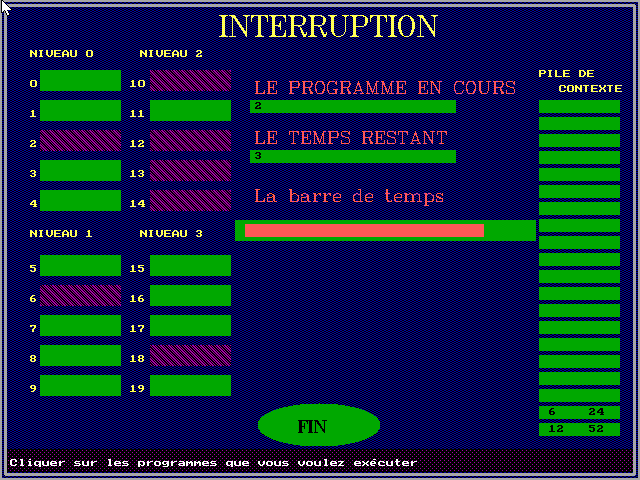 INTERRUPTION
NIVEAU 0
0
1
2
3
4
NIVEAU 1
5
6
7
8
9
NIVEAU 2
10
11
12
13
14
NIVEAU 3
15
16
17
18
19
LE PROGRAMME EN COURS
2
LE TEMPS RESTANT
3
La barre de temps
PILE DE
CONTEXTE
6 24
12 52
FIN
Cliquer sur les programmes que vous voulez exécuter